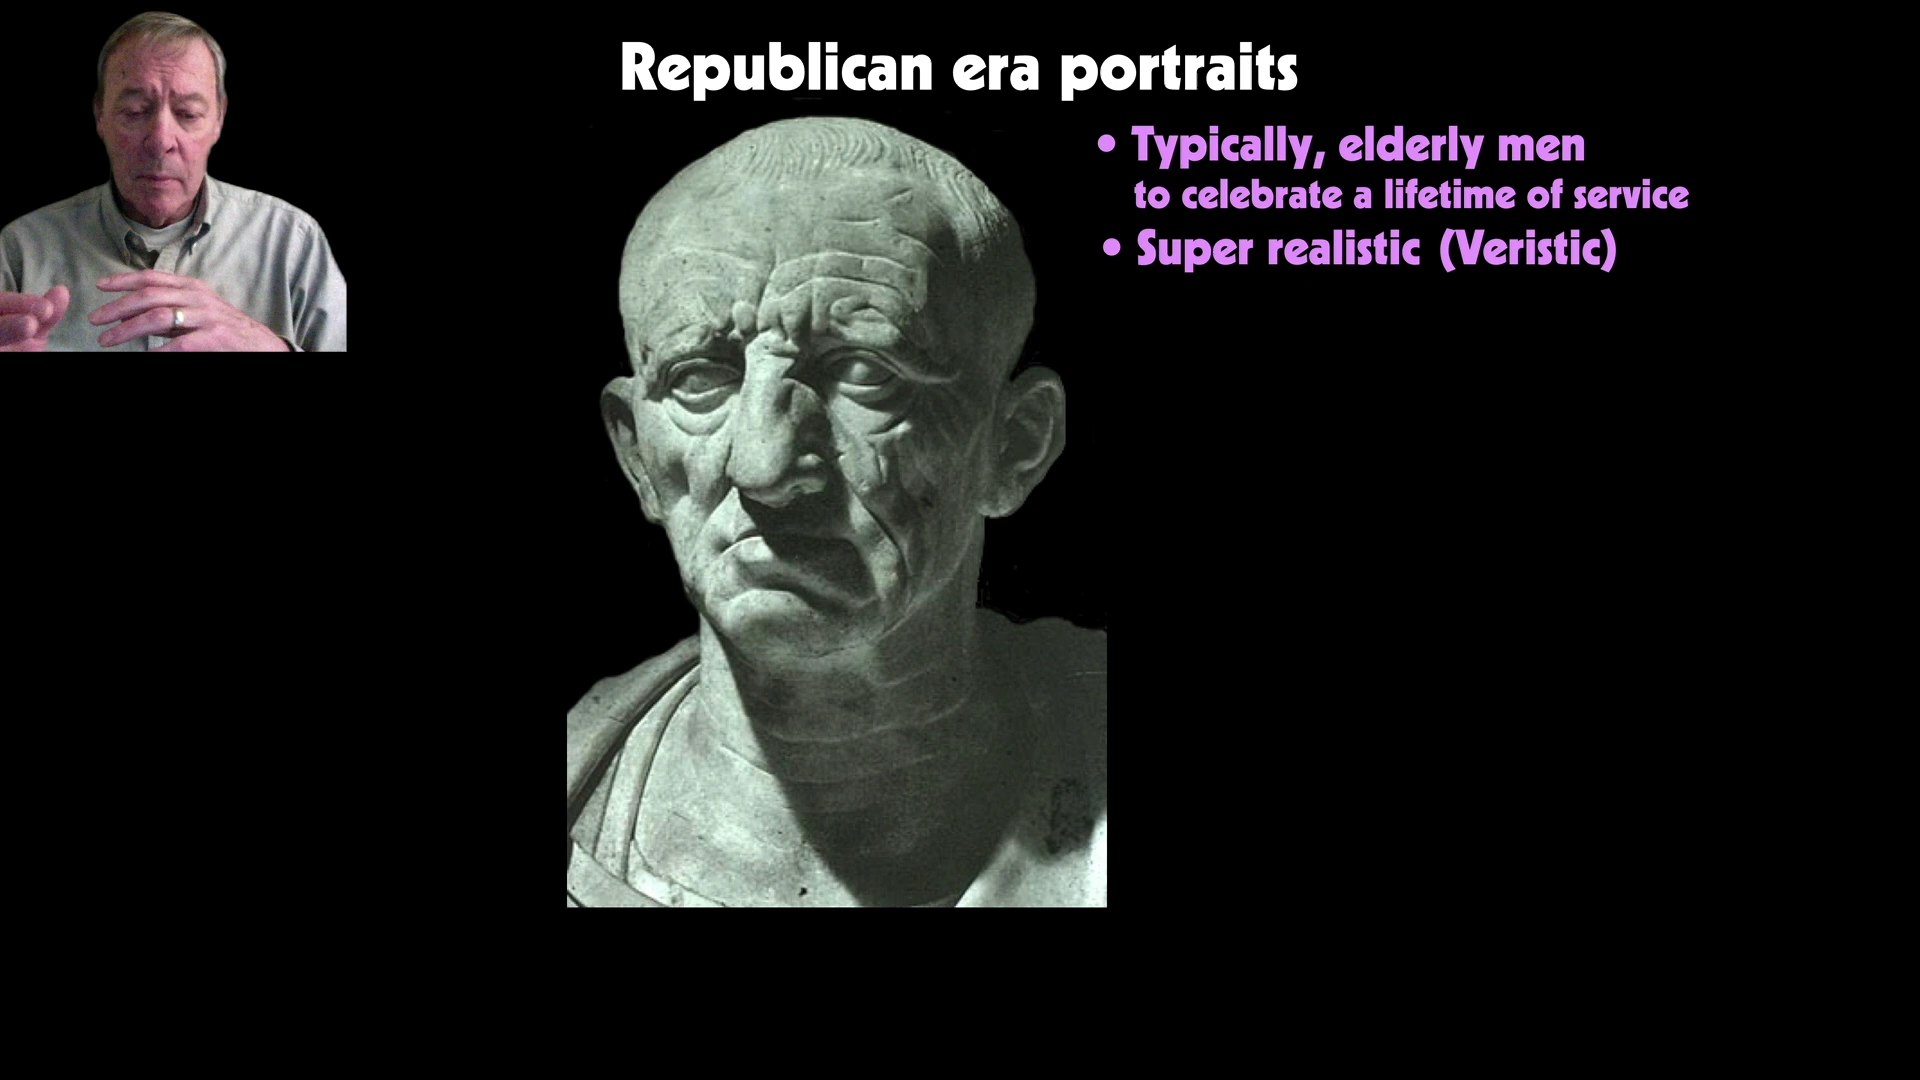 Republican era portraits
• Typically, elderly men
to celebrate a lifetime of service
• Super realistic (Veristic)